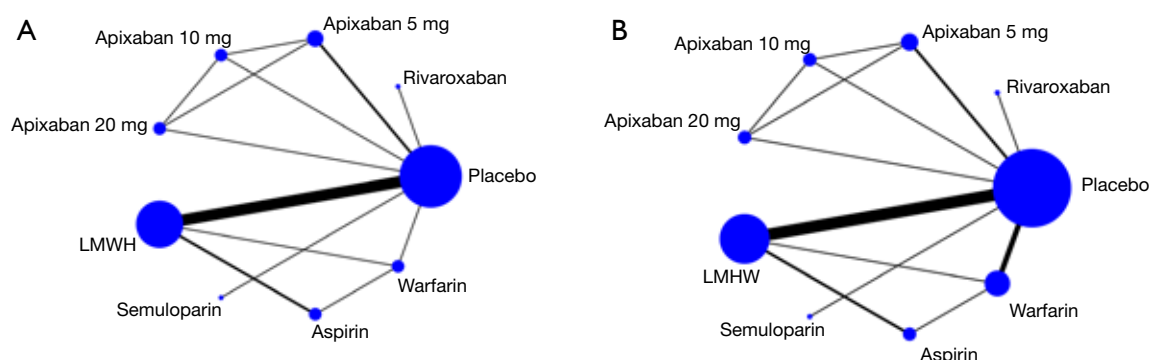 A
Apixaban 10 mg
Apixaban 5 mg
Rivaroxaban
Apixaban 20 mg
Placebo
LMWH
Warfarin
Semuloparin
Aspirin
B
Apixaban 10 mg
Apixaban 5 mg
Rivaroxaban
Apixaban 20 mg
Placebo
LMHW
Warfarin
Semuloparin
Aspirin